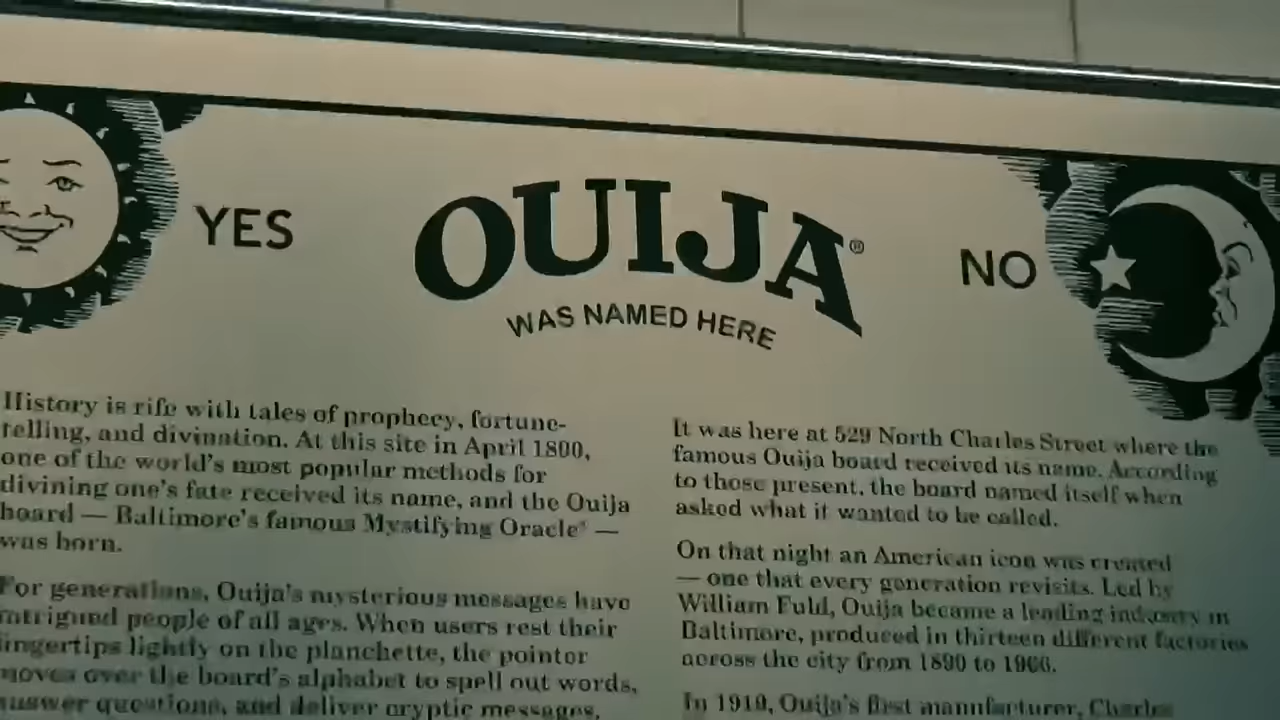 YES
OUIJA®
WAS NAMED HERE
NO
History is rife with tales of prophecy, fortune-
telling, and divination. At this site in April 1890,
one of the world's most popular methods for
divining one's fate received its name, and the Ouija
board — Baltimore's famous Mystifying Oracle® —
was born.
For generations, Ouija's mysterious messages have
intrigued people of all ages. When users rest their
fingertips lightly on the planchette, the pointer
moves over the board's alphabet to spell out words,
answer questions, and deliver cryptic messages.
It was here at 529 North Charles Street where the
famous Ouija board received its name. According
to those present, the board named itself when
asked what it wanted to be called.
On that night an American icon was created
— one that every generation revisits. Led by
William Fuld, Ouija became a leading industry in
Baltimore, produced in thirteen different factories
across the city from 1890 to 1966.
In 1919, Ouija's first manufacturer, Charles